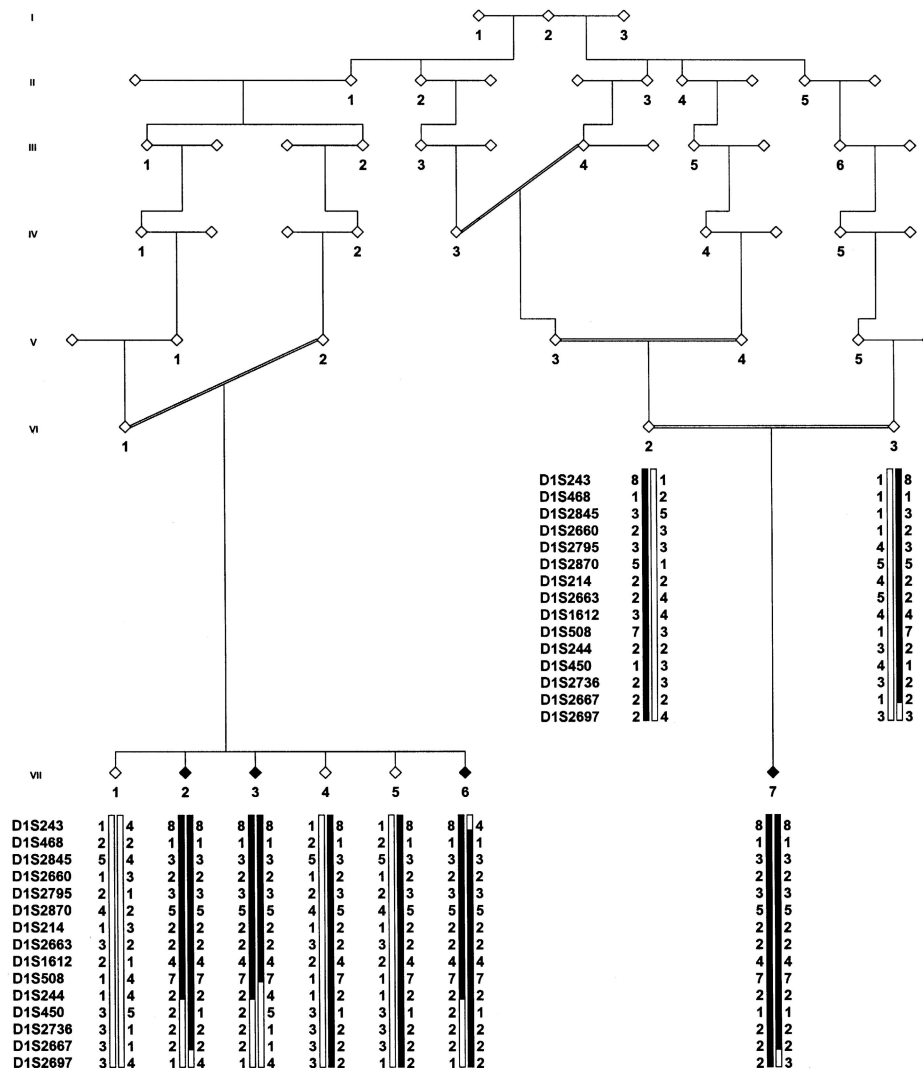 I
1 2 3
II
1 2 3 4 5
III
1 2 3 4 5 6
IV
1 2 3 4 5
V
1 2 3 4 5
VI
1 2 3
D1S243 8 1 1 8
D1S468 1 2 1 1
D1S2845 3 5 1 3
D1S2660 2 3 1 2
D1S2795 3 3 4 3
D1S2870 5 1 5 5
D1S214 2 2 4 2
D1S2663 2 4 5 2
D1S1612 3 4 4 4
D1S508 7 3 1 7
D1S244 2 2 3 2
D1S450 1 3 4 1
D1S2736 2 3 3 2
D1S2667 2 2 1 2
D1S2697 2 4 3 3
VII
1 2 3 4 5 6 7
D1S243 1 4 8 8 8 8 1 8 1 8 8 4 8 8
D1S468 2 2 1 1 1 1 2 1 2 1 1 1 1 1
D1S2845 5 4 3 3 3 3 5 3 5 3 3 3 3 3
D1S2660 1 3 2 2 2 2 1 2 1 2 2 2 2 2
D1S2795 2 1 3 3 3 3 2 3 2 3 3 3 3 3
D1S2870 4 2 5 5 5 5 4 5 4 5 5 5 5 5
D1S214 1 3 2 2 2 2 1 2 1 2 2 2 2 2
D1S2663 3 2 2 2 2 2 3 2 3 2 2 2 2 2
D1S1612 2 1 4 4 4 4 2 4 2 4 4 4 4 4
D1S508 1 4 7 7 7 7 1 7 1 7 7 7 7 7
D1S244 1 4 2 2 2 4 1 2 1 2 2 2 2 2
D1S450 3 5 2 1 2 5 3 1 3 1 2 1 1 1
D1S2736 3 1 2 2 2 1 3 2 3 2 2 2 2 2
D1S2667 3 1 2 2 2 1 3 2 3 2 2 2 2 2
D1S2697 3 4 1 4 1 4 3 2 1 2 1 2 2 3